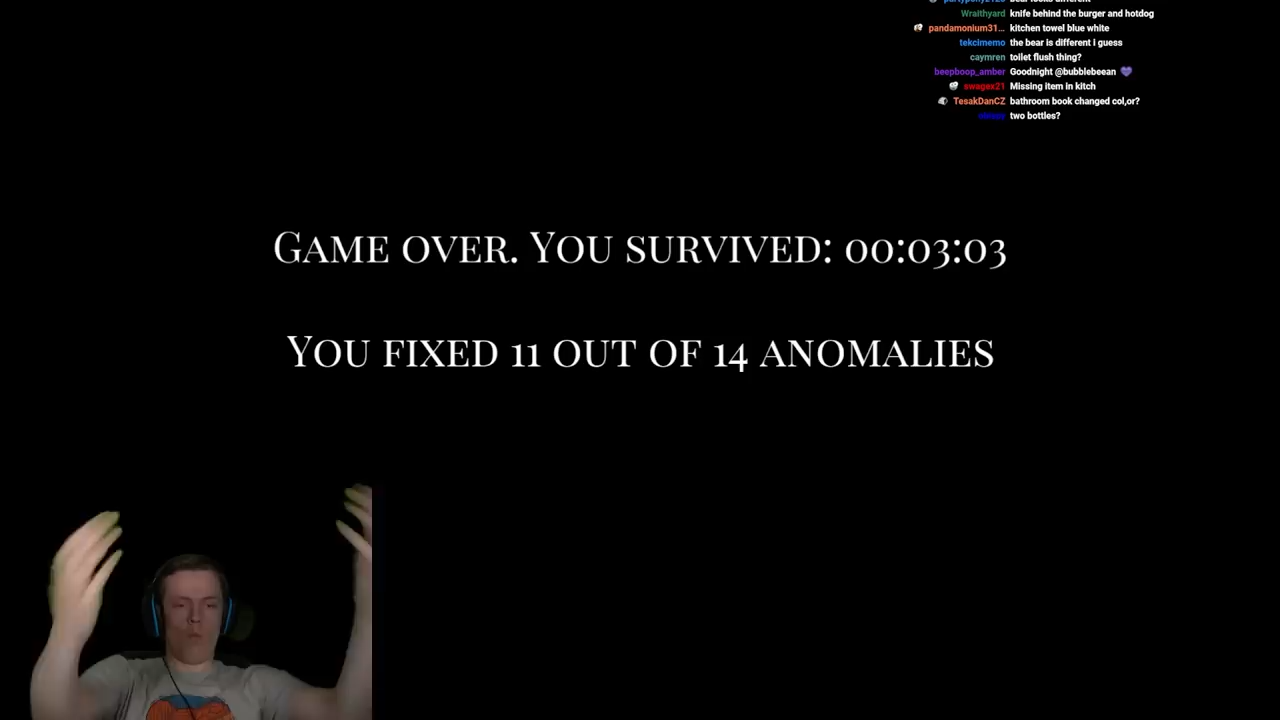 Wraithyard knife behind the burger and hotdog
pandamonium31... kitchen towel blue white
tekcimemo the bear is different i guess
caymren toilet flush thing?
beepboop_amber Goodnight @bubblebeean
swagex21 Missing item in kitch
TesakDanCZ bathroom book changed col,or?
two bottles?
Game over. You survived: 00:03:03
You fixed 11 out of 14 anomalies